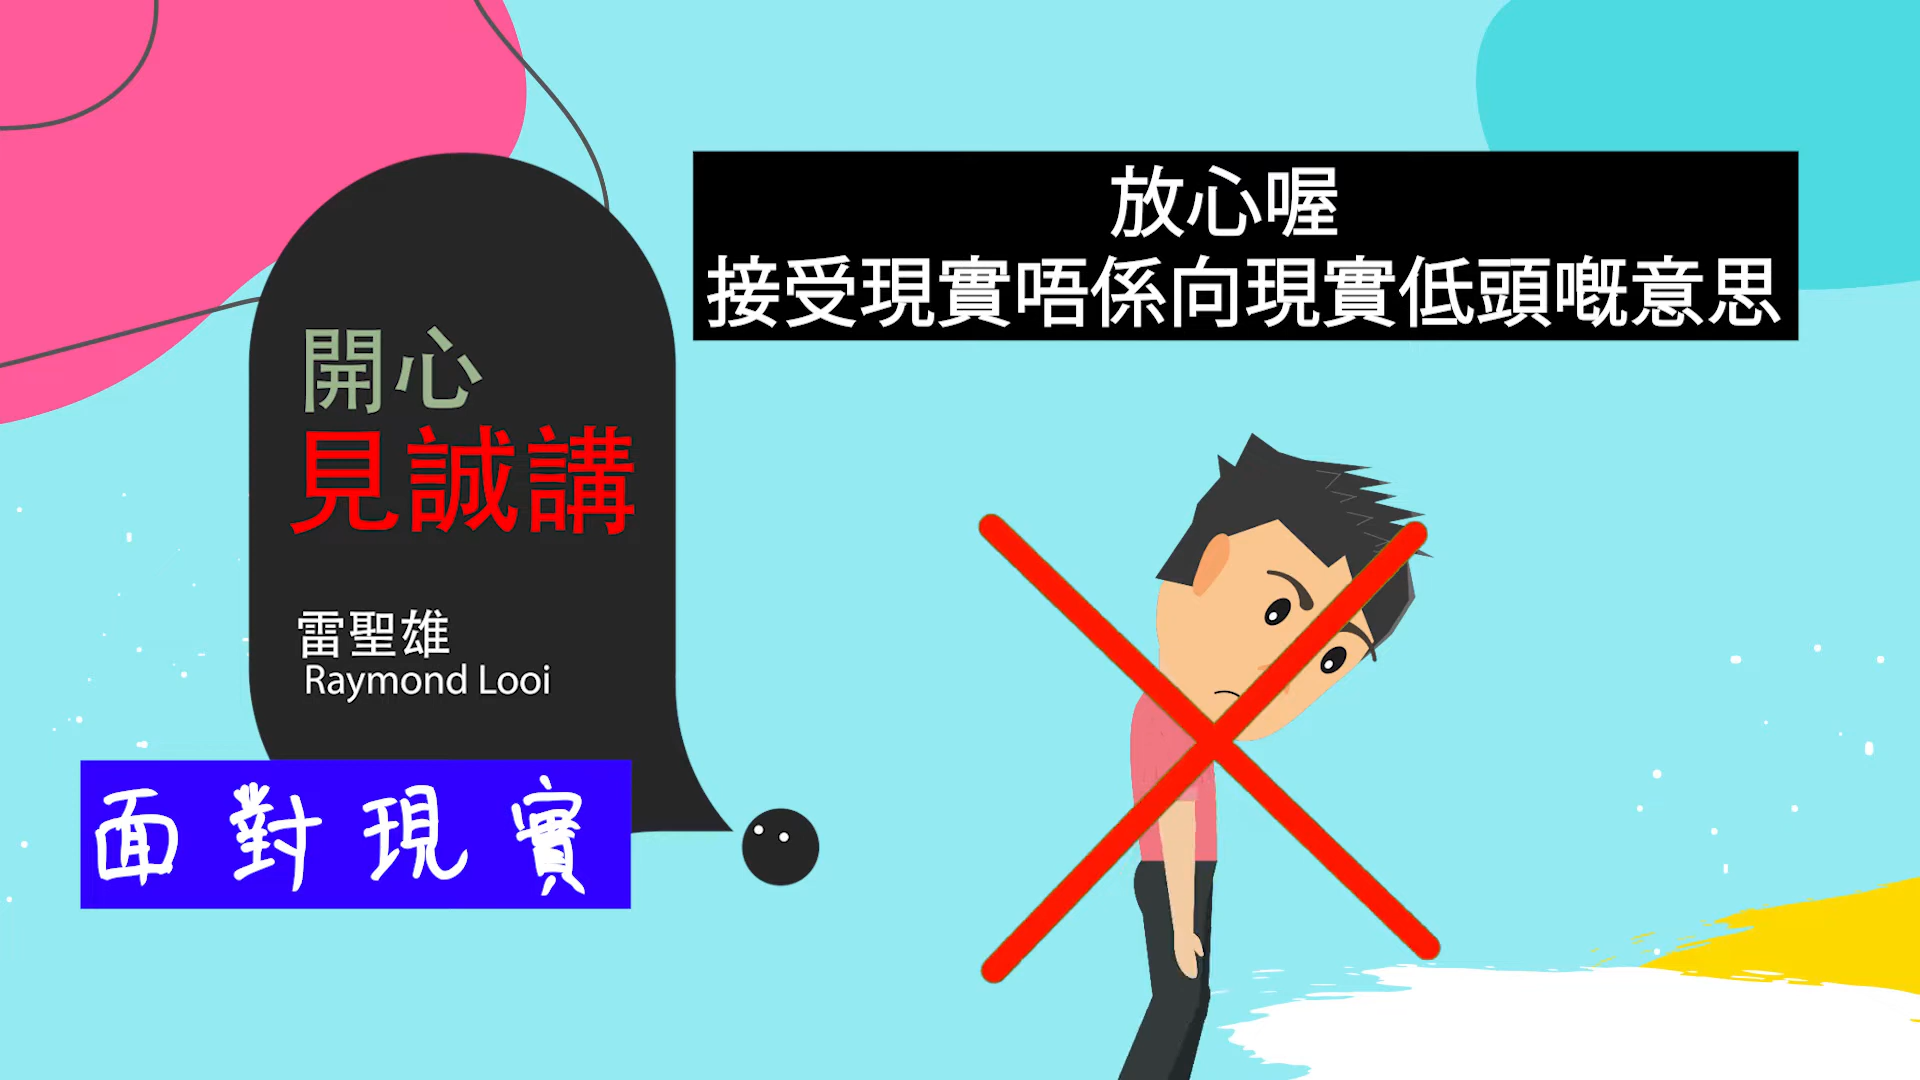 放心喔
接受現實唔係向現實低頭嘅意思
開心
見誠講
雷聖雄
Raymond Looi
面對現實